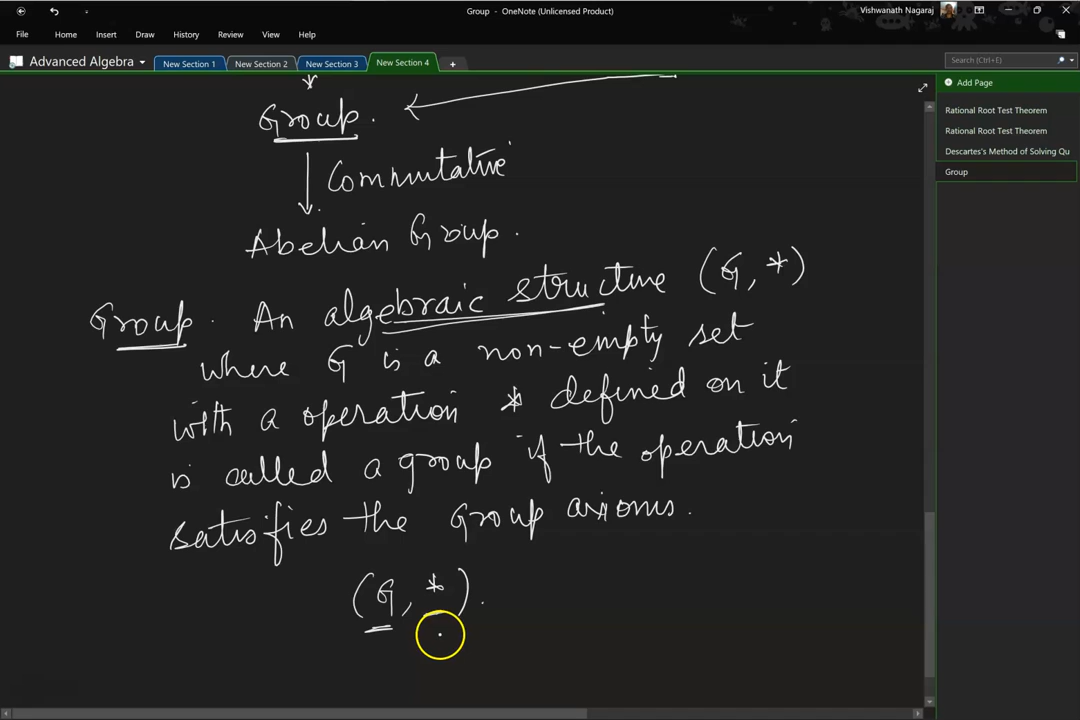 Group - OneNote (Unlicensed Product)
Vishwanath Nagaraj
File Home Insert Draw History Review View Help
Advanced Algebra New Section 1 New Section 2 New Section 3 New Section 4 +
Search (Ctrl+E)
Add Page
Rational Root Test Theorem
Rational Root Test Theorem
Descartes's Method of Solving Qu
Group
Group.
Commutative
Abelian Group.
Group. An algebraic structure (G, *)
where G is a non-empty set
with a operation * defined on it
is called a group if the operation
satisfies the Group axioms.
(G, *).